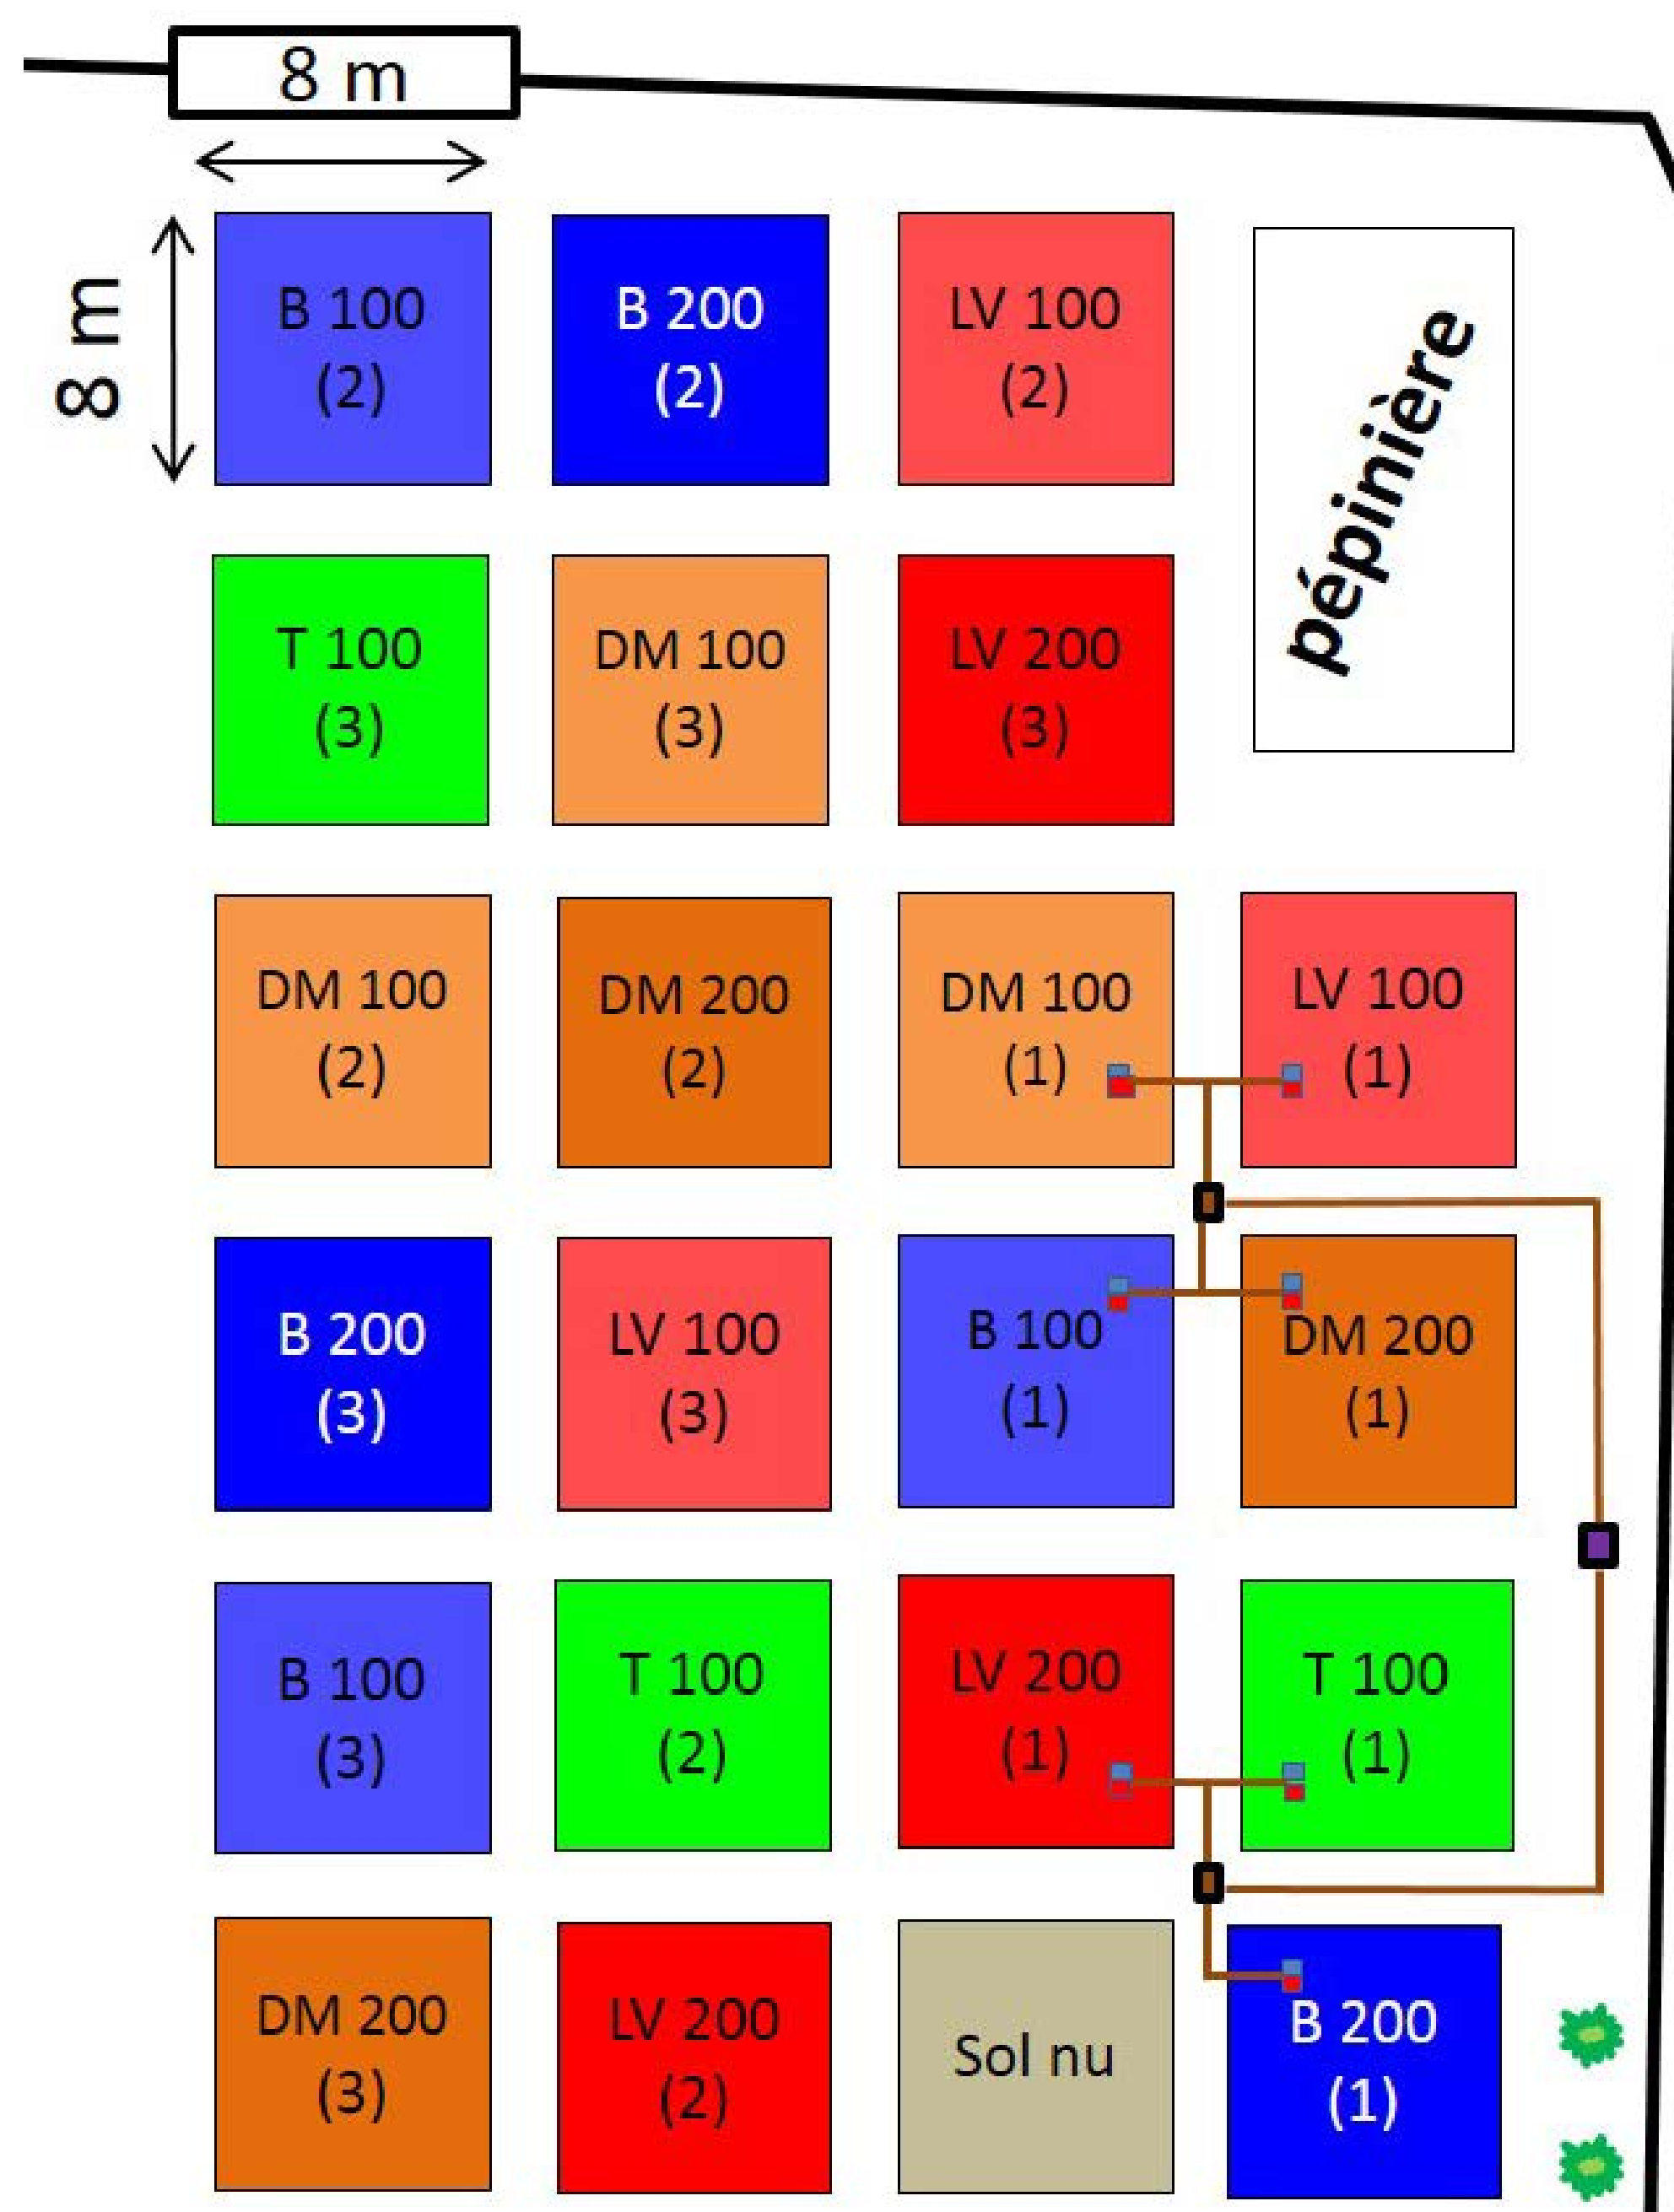 8 m
8 m
B 100
(2)
B 200
(2)
LV 100
(2)
pépinière
T 100
(3)
DM 100
(3)
LV 200
(3)
DM 100
(2)
DM 200
(2)
DM 100
(1)
LV 100
(1)
B 200
(3)
LV 100
(3)
B 100
(1)
DM 200
(1)
B 100
(3)
T 100
(2)
LV 200
(1)
T 100
(1)
DM 200
(3)
LV 200
(2)
Sol nu
B 200
(1)